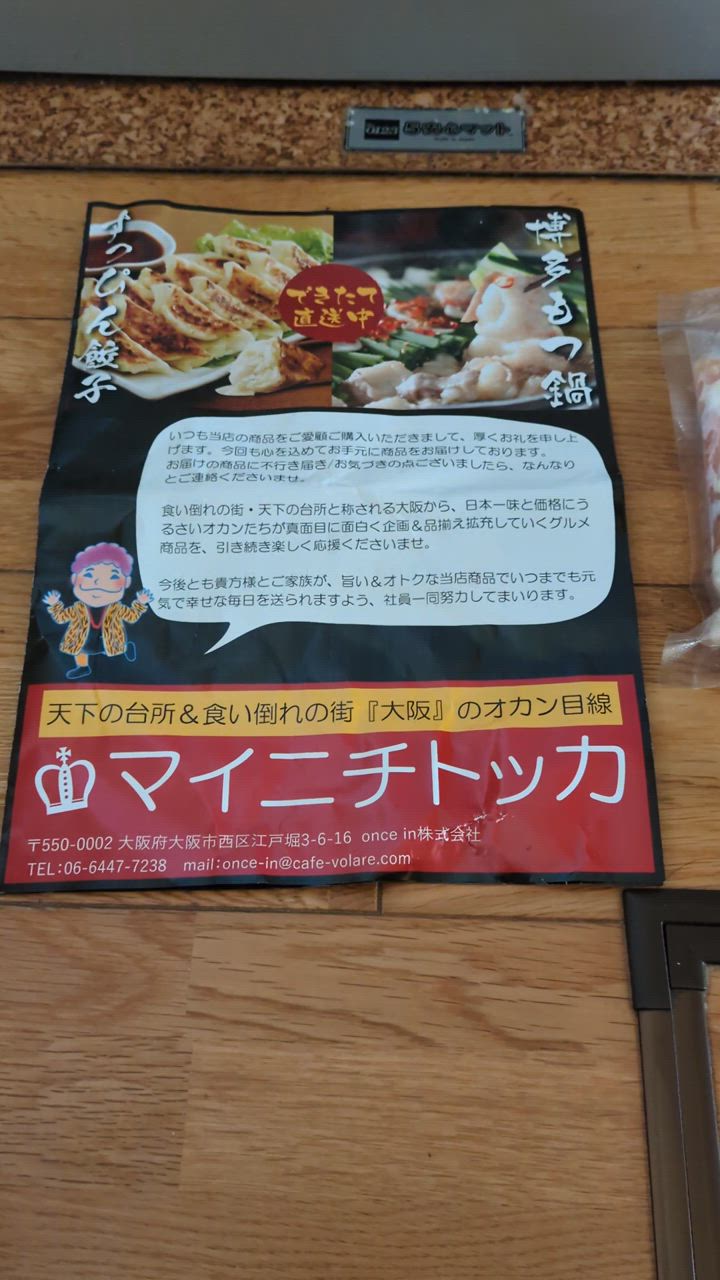 すっぴん餃子
できたて
直送中
博多もつ鍋
いつも当店の商品をご愛顧ご購入いただきまして、厚くお礼を申し上
げます。今回も心を込めてお手元に商品をお届けしております。
お届けの商品に不行き届き/お気づきの点ございましたら、なんなり
とご連絡くださいませ。
食い倒れの街・天下の台所と称される大阪から、日本一味と価格にう
るさいオカンたちが真面目に面白く企画&品揃え拡充していくグルメ
商品を、引き続き楽しく応援くださいませ。
今後とも貴方様とご家族が、旨い&オトクな当店商品でいつまでも元
気で幸せな毎日を送られますよう、社員一同努力してまいります。
天下の台所&食い倒れの街『大阪』のオカン目線
マイニチトッカ
〒550-0002 大阪府大阪市西区江戸堀3-6-16 once in株式会社
TEL:06-6447-7238 mail:once-in@cafe-volare.com